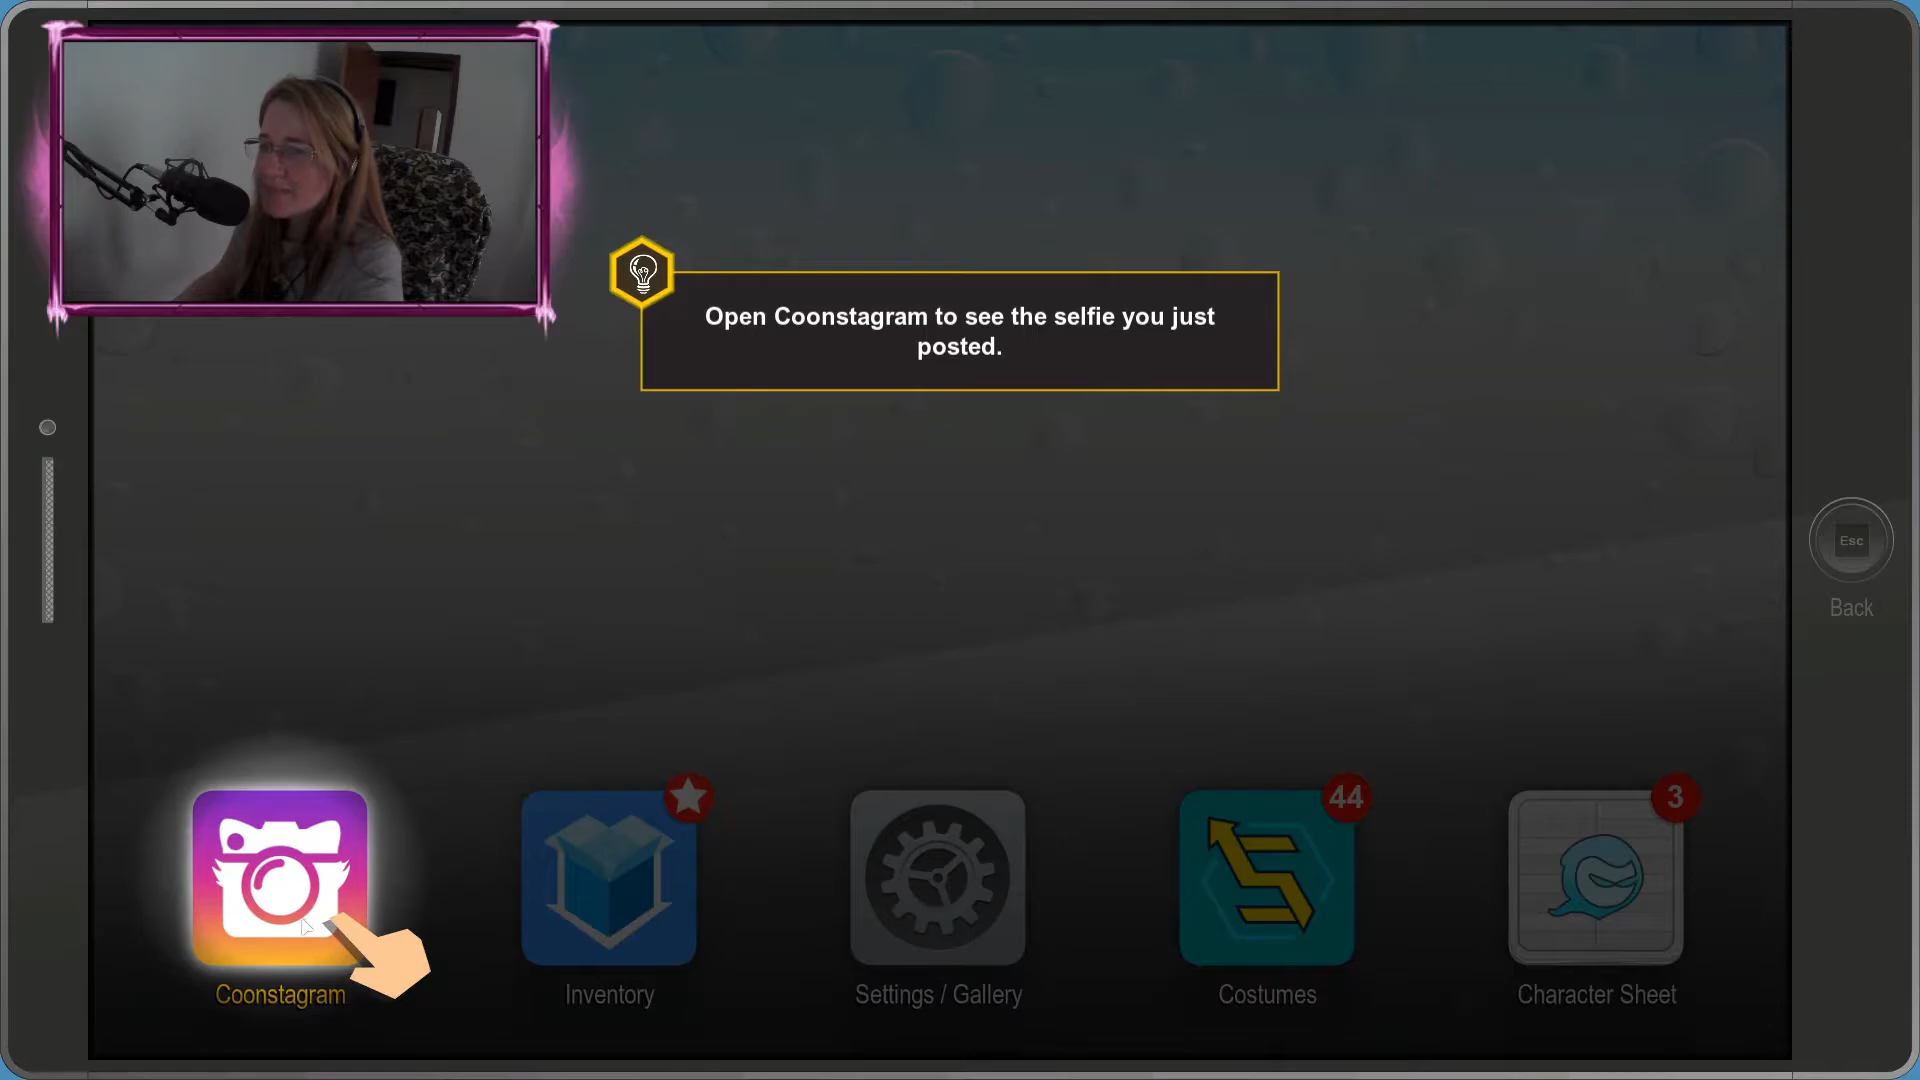 Open Coonstagram to see the selfie you just
posted.
Esc
Back
44
3
Coonstagram
Inventory
Settings / Gallery
Costumes
Character Sheet